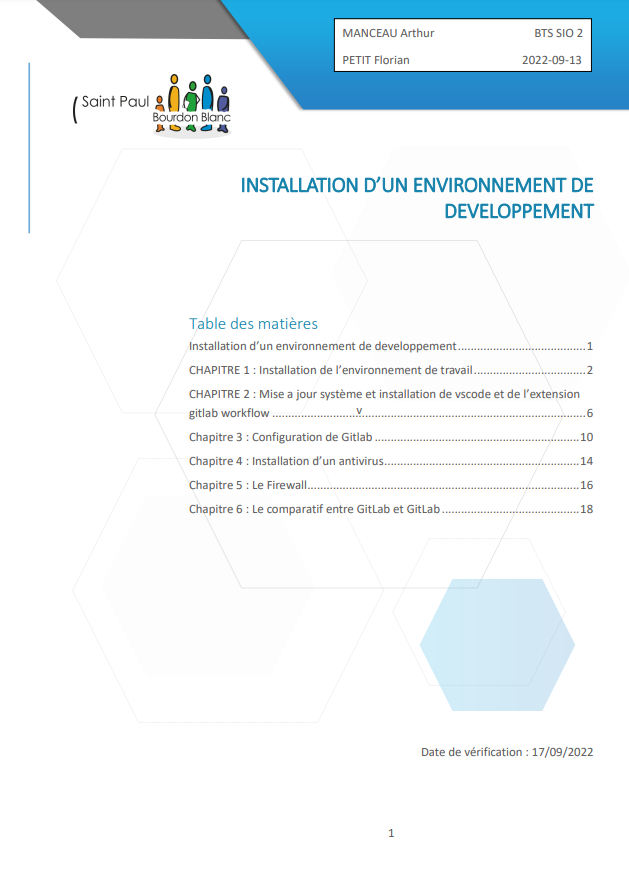 MANCEAU Arthur BTS SIO 2
PETIT Florian 2022-09-13
Saint Paul
Bourdon Blanc
INSTALLATION D’UN ENVIRONNEMENT DE
DEVELOPPEMENT
Table des matières
Installation d’un environnement de developpement........................................1
CHAPITRE 1 : Installation de l’environnement de travail...................................2
CHAPITRE 2 : Mise a jour système et installation de vscode et de l’extension
gitlab workflow ..........................v.......................................................................6
Chapitre 3 : Configuration de Gitlab ................................................................10
Chapitre 4 : Installation d’un antivirus.............................................................14
Chapitre 5 : Le Firewall.....................................................................................16
Chapitre 6 : Le comparatif entre GitLab et GitLab ...........................................18
Date de vérification : 17/09/2022
1